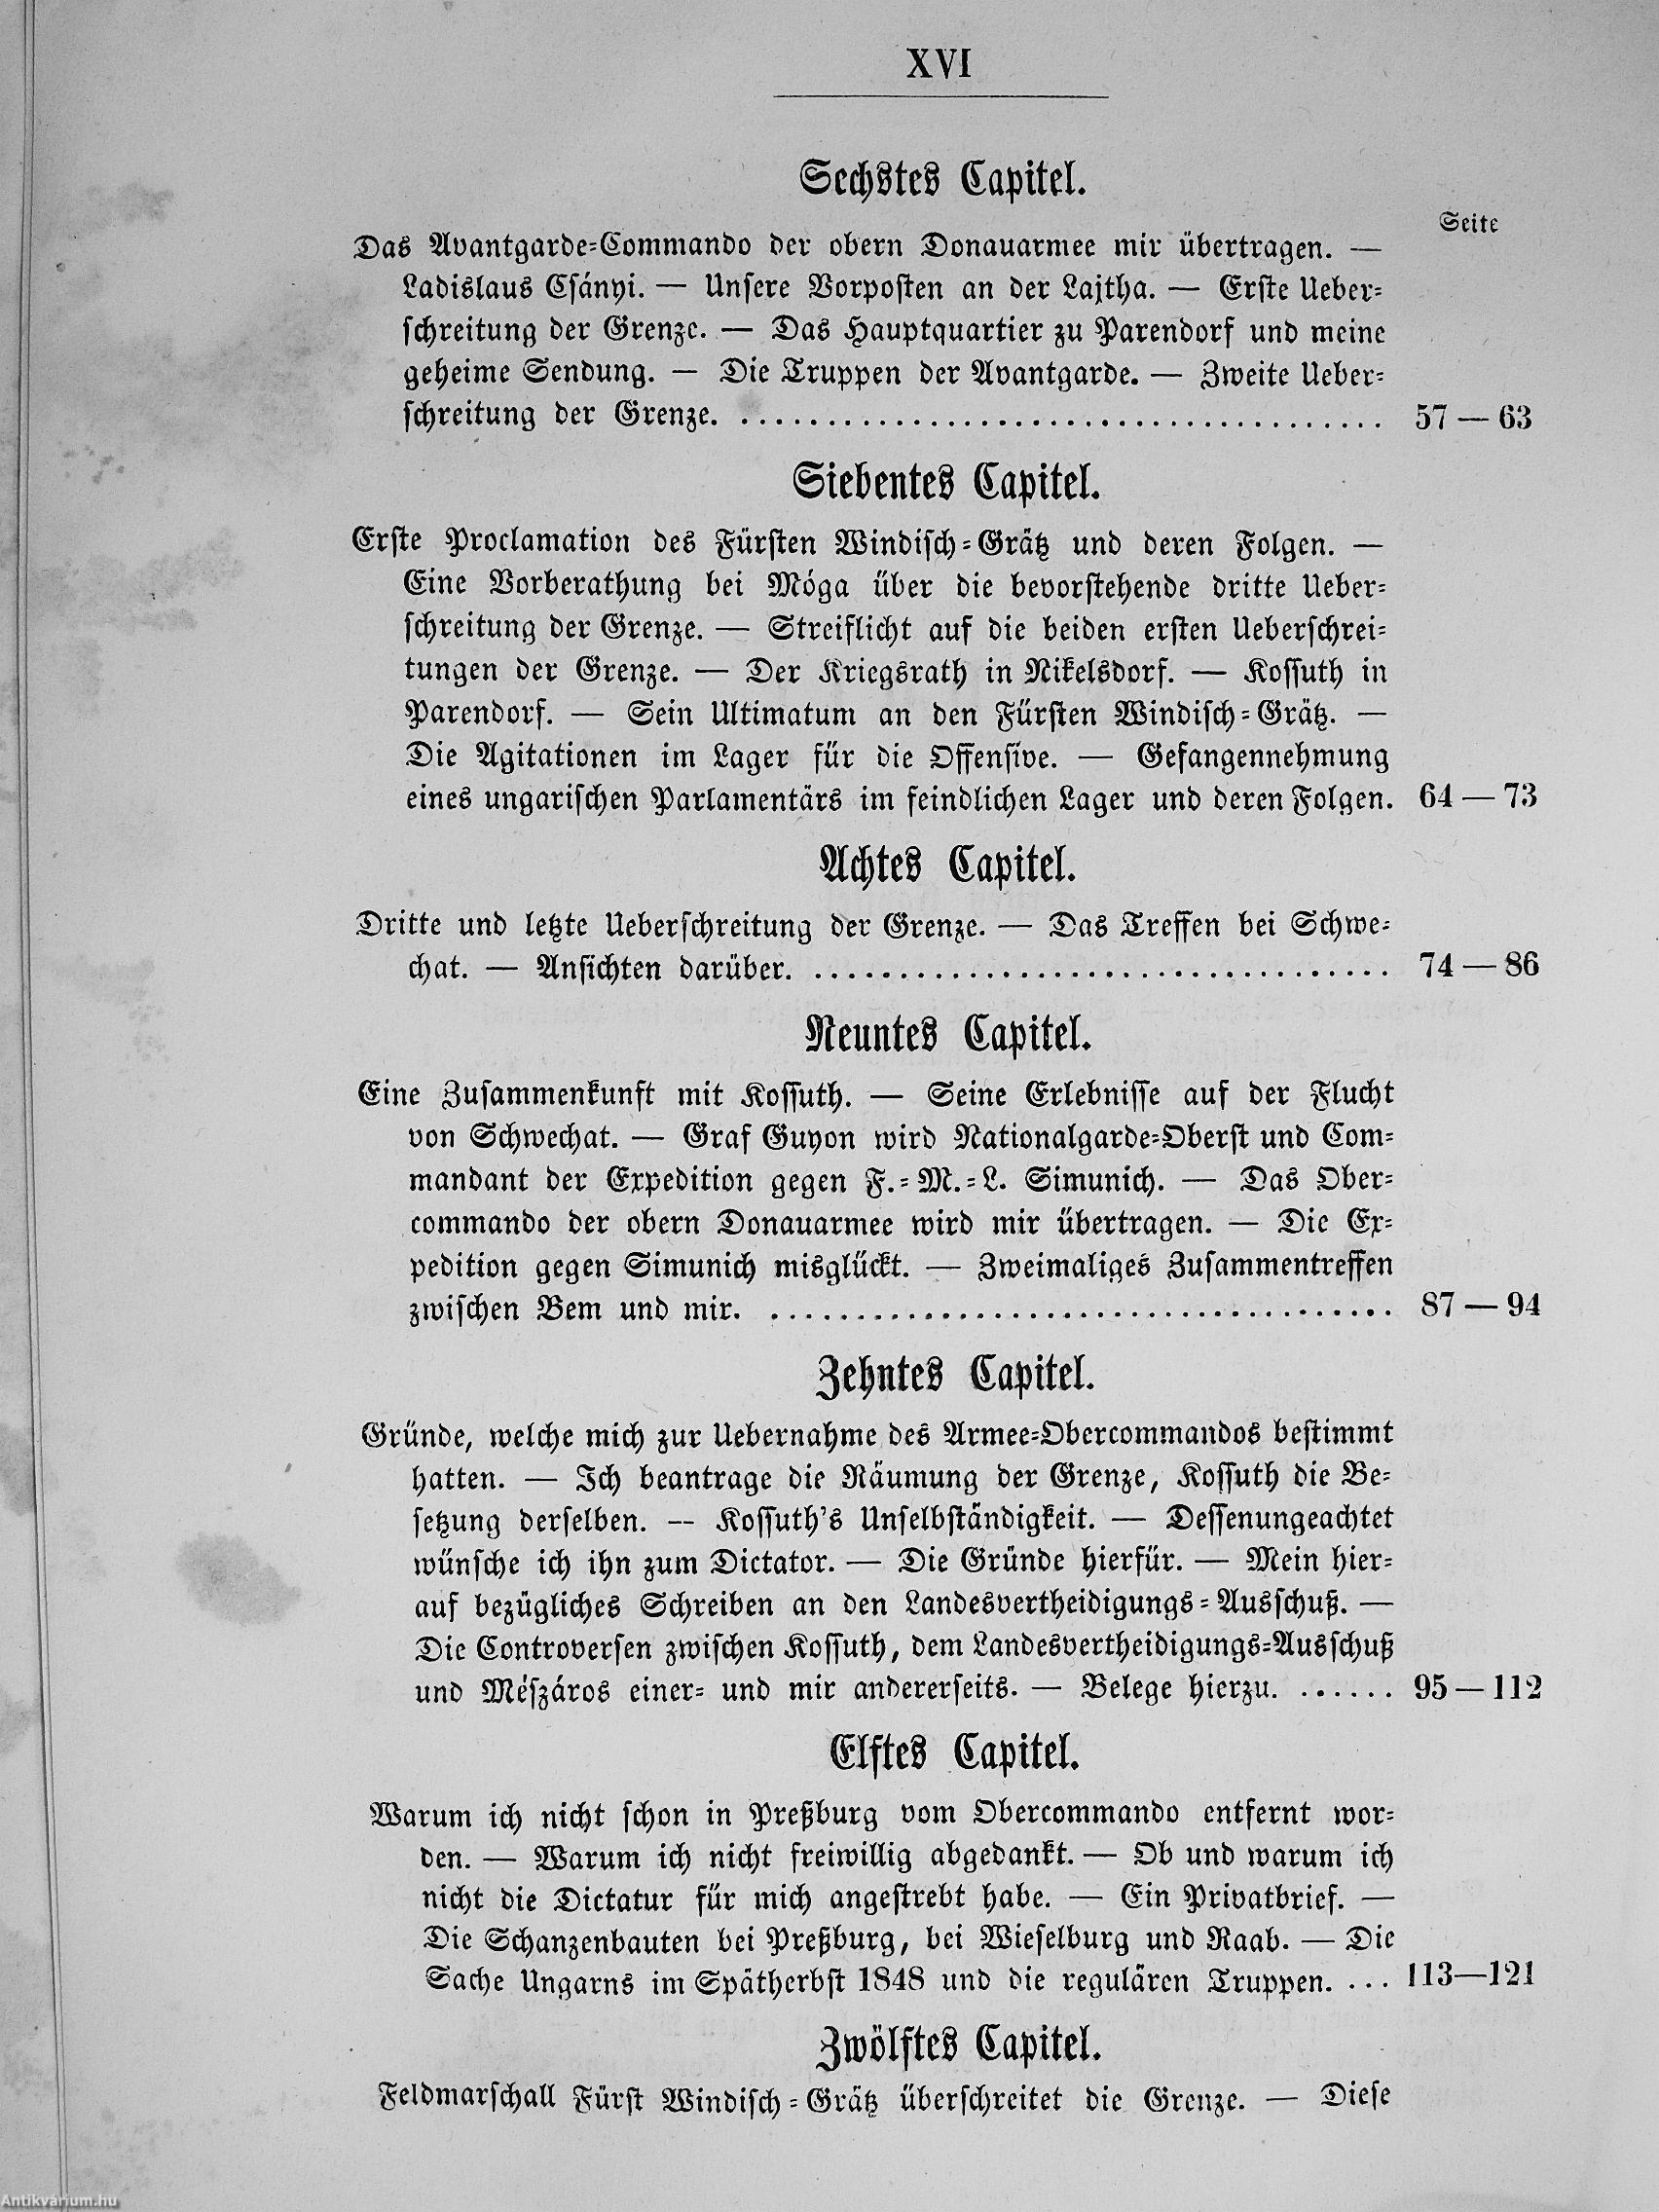 XVI
Sechstes Capitel.
Seite
Das Avantgarde-Commando der obern Donauarmee mir übertragen. —
Ladislaus Csányi. — Unsere Vorposten an der Lajtha. — Erste Ueber-
schreitung der Grenze. — Das Hauptquartier zu Parendorf und meine
geheime Sendung. — Die Truppen der Avantgarde. — Zweite Ueber-
schreitung der Grenze. ...................................... 57 — 63
Siebentes Capitel.
Erste Proclamation des Fürsten Windisch-Grätz und deren Folgen. —
Eine Vorberathung bei Móga über die bevorstehende dritte Ueber-
schreitung der Grenze. — Streiflicht auf die beiden ersten Ueberschrei-
tungen der Grenze. — Der Kriegsrath in Nikelsdorf. — Kossuth in
Parendorf. — Sein Ultimatum an den Fürsten Windisch-Grätz. —
Die Agitationen im Lager für die Offensive. — Gefangennehmung
eines ungarischen Parlamentärs im feindlichen Lager und deren Folgen. 64 — 73
Achtes Capitel.
Dritte und letzte Ueberschreitung der Grenze. — Das Treffen bei Schwe-
chat. — Ansichten darüber. .................................. 74 — 86
Neuntes Capitel.
Eine Zusammenkunft mit Kossuth. — Seine Erlebnisse auf der Flucht
von Schwechat. — Graf Guyon wird Nationalgarde-Oberst und Com-
mandant der Expedition gegen F.-M.-L. Simunich. — Das Ober-
commando der obern Donauarmee wird mir übertragen. — Die Ex-
pedition gegen Simunich misglückt. — Zweimaliges Zusammentreffen
zwischen Bem und mir. ..................................... 87 — 94
Zehntes Capitel.
Gründe, welche mich zur Uebernahme des Armee-Obercommandos bestimmt
hatten. — Ich beantrage die Räumung der Grenze, Kossuth die Be-
setzung derselben. — Kossuth's Unselbständigkeit. — Dessenungeachtet
wünsche ich ihn zum Dictator. — Die Gründe hierfür. — Mein hier-
auf bezügliches Schreiben an den Landesvertheidigungs-Ausschuß. —
Die Controversen zwischen Kossuth, dem Landesvertheidigungs-Ausschuß
und Mészáros einer- und mir andererseits. — Belege hierzu. ...... 95 — 112
Elftes Capitel.
Warum ich nicht schon in Preßburg vom Obercommando entfernt wor-
den. — Warum ich nicht freiwillig abgedankt. — Ob und warum ich
nicht die Dictatur für mich angestrebt habe. — Ein Privatbrief. —
Die Schanzenbauten bei Preßburg, bei Wieselburg und Raab. — Die
Sache Ungarns im Spätherbst 1848 und die regulären Truppen. ... 113—121
Zwölftes Capitel.
Feldmarschall Fürst Windisch-Grätz überschreitet die Grenze. — Diese
Antikvárium.hu